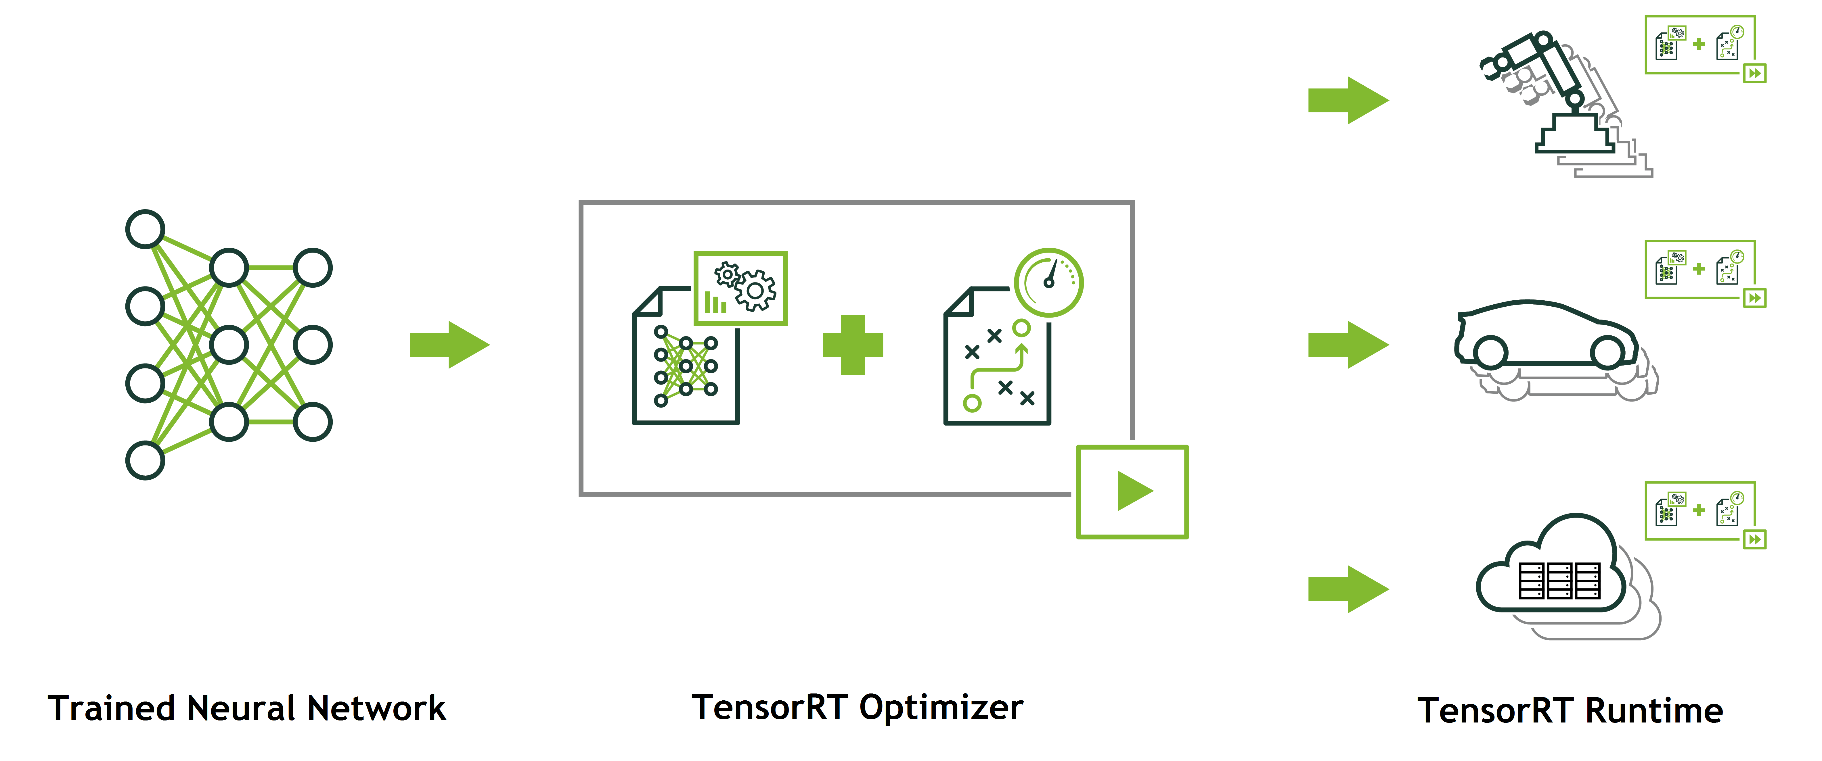 Trained Neural Network
TensorRT Optimizer
TensorRT Runtime